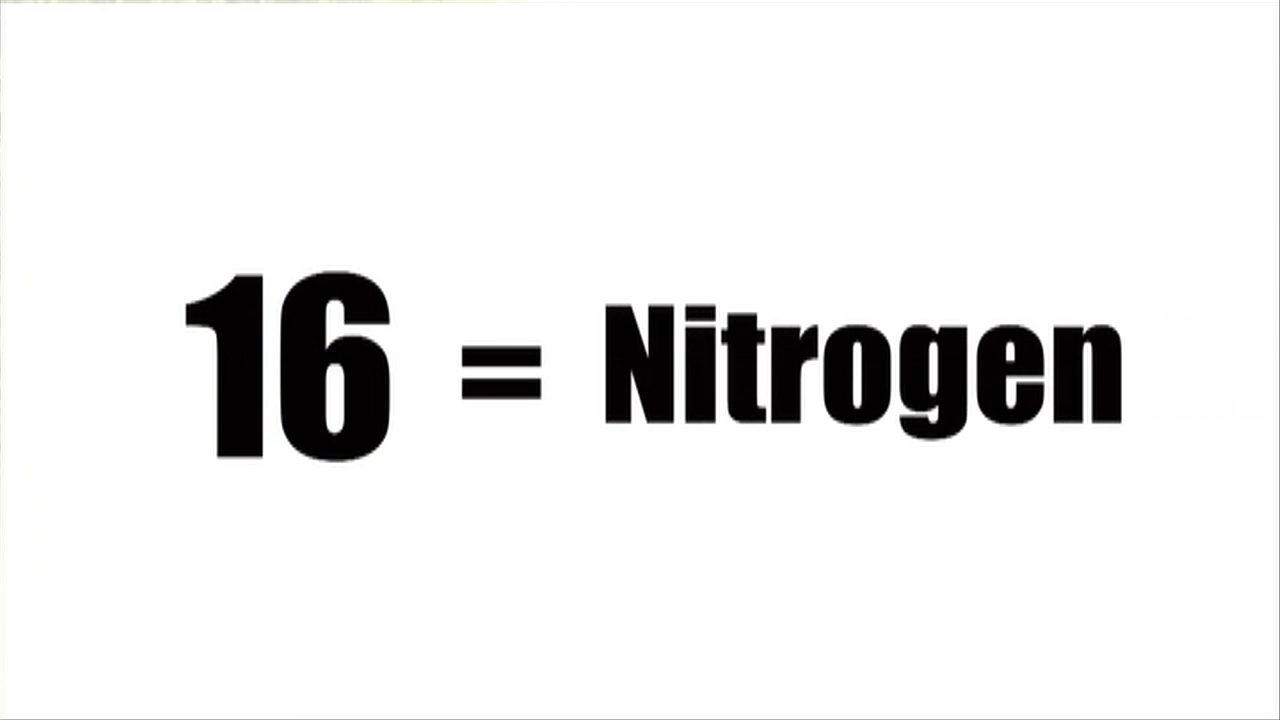 16 = Nitrogen